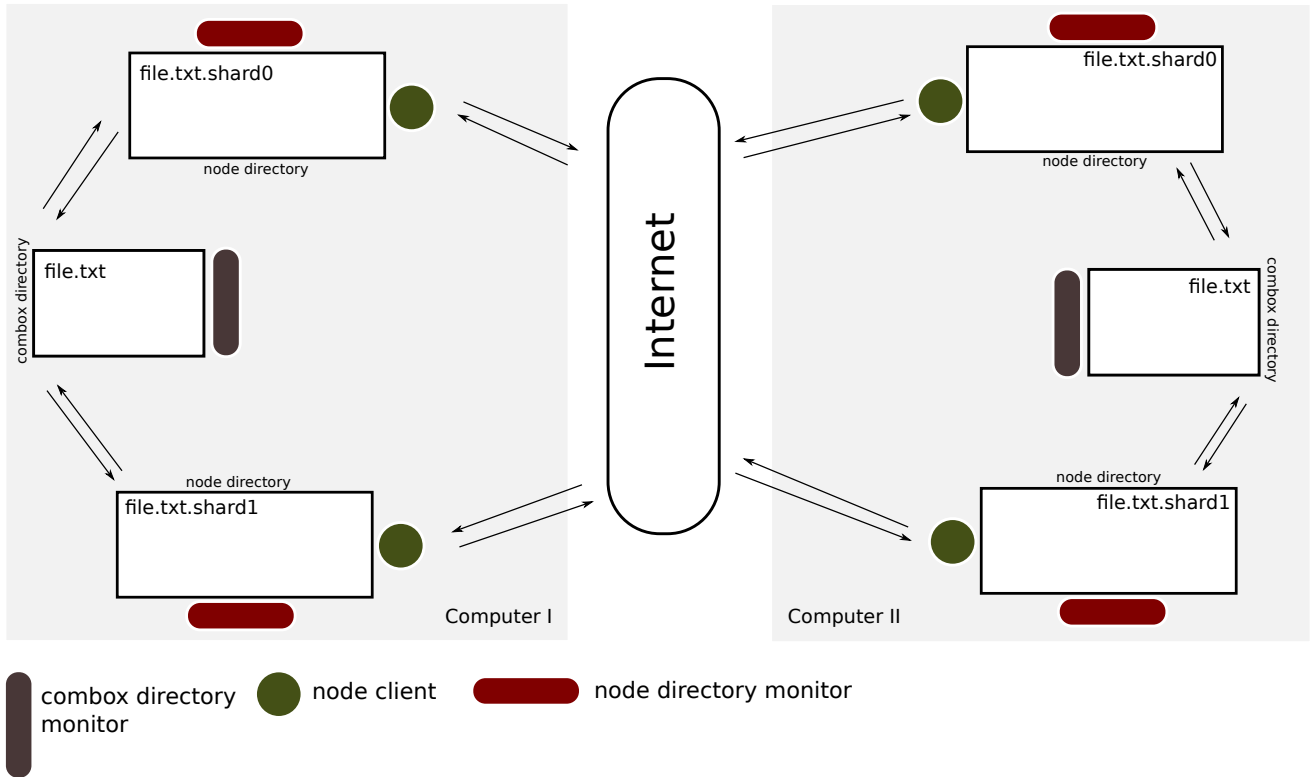 file.txt.shard0
node directory
combox directory
file.txt
node directory
file.txt.shard1
Computer I
Internet
file.txt.shard0
node directory
file.txt
combox directory
node directory
file.txt.shard1
Computer II
combox directory
monitor
node client
node directory monitor